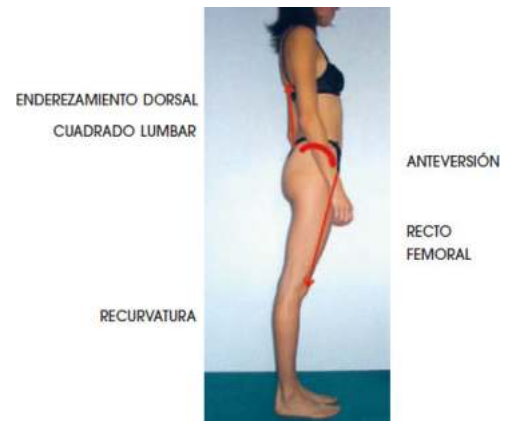 ENDEREZAMIENTO DORSAL
CUADRADO LUMBAR
ANTEVERSIÓN
RECTO
FEMORAL
RECURVATURA